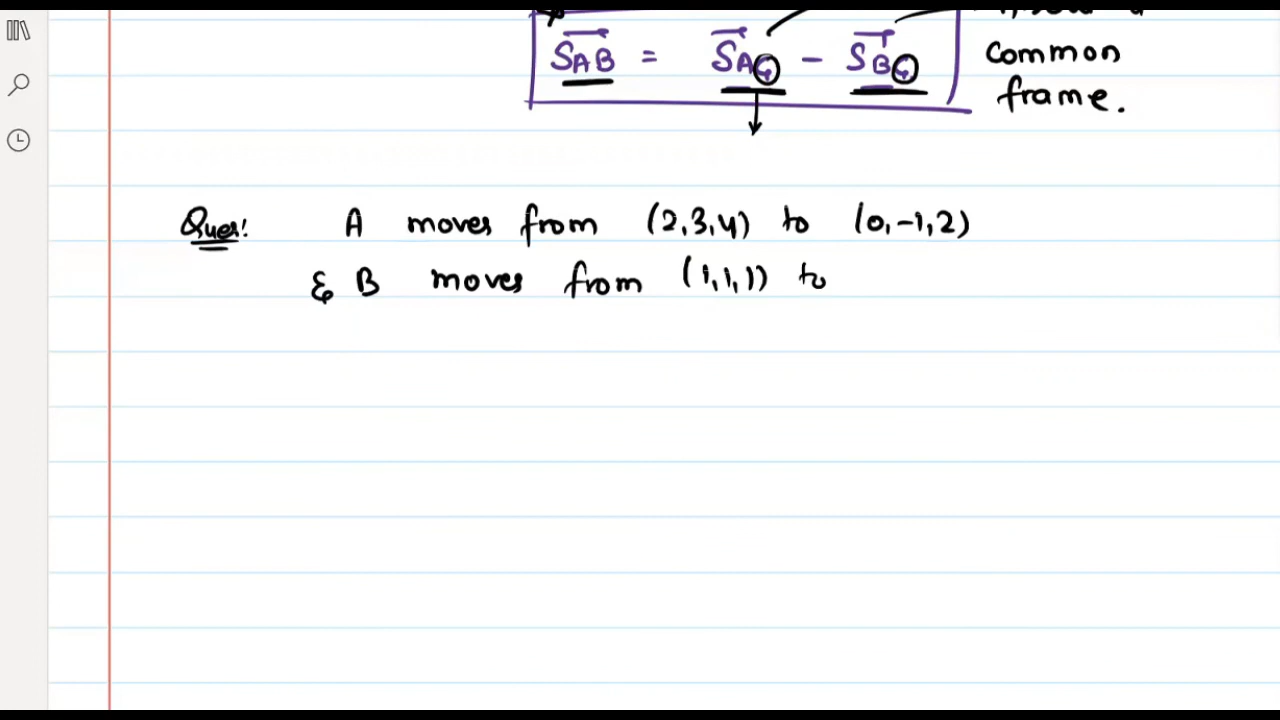 S_AB = S_AG - S_BG
common
frame.
Ques: A moves from (2,3,4) to (0,-1,2)
& B moves from (1,1,1) to